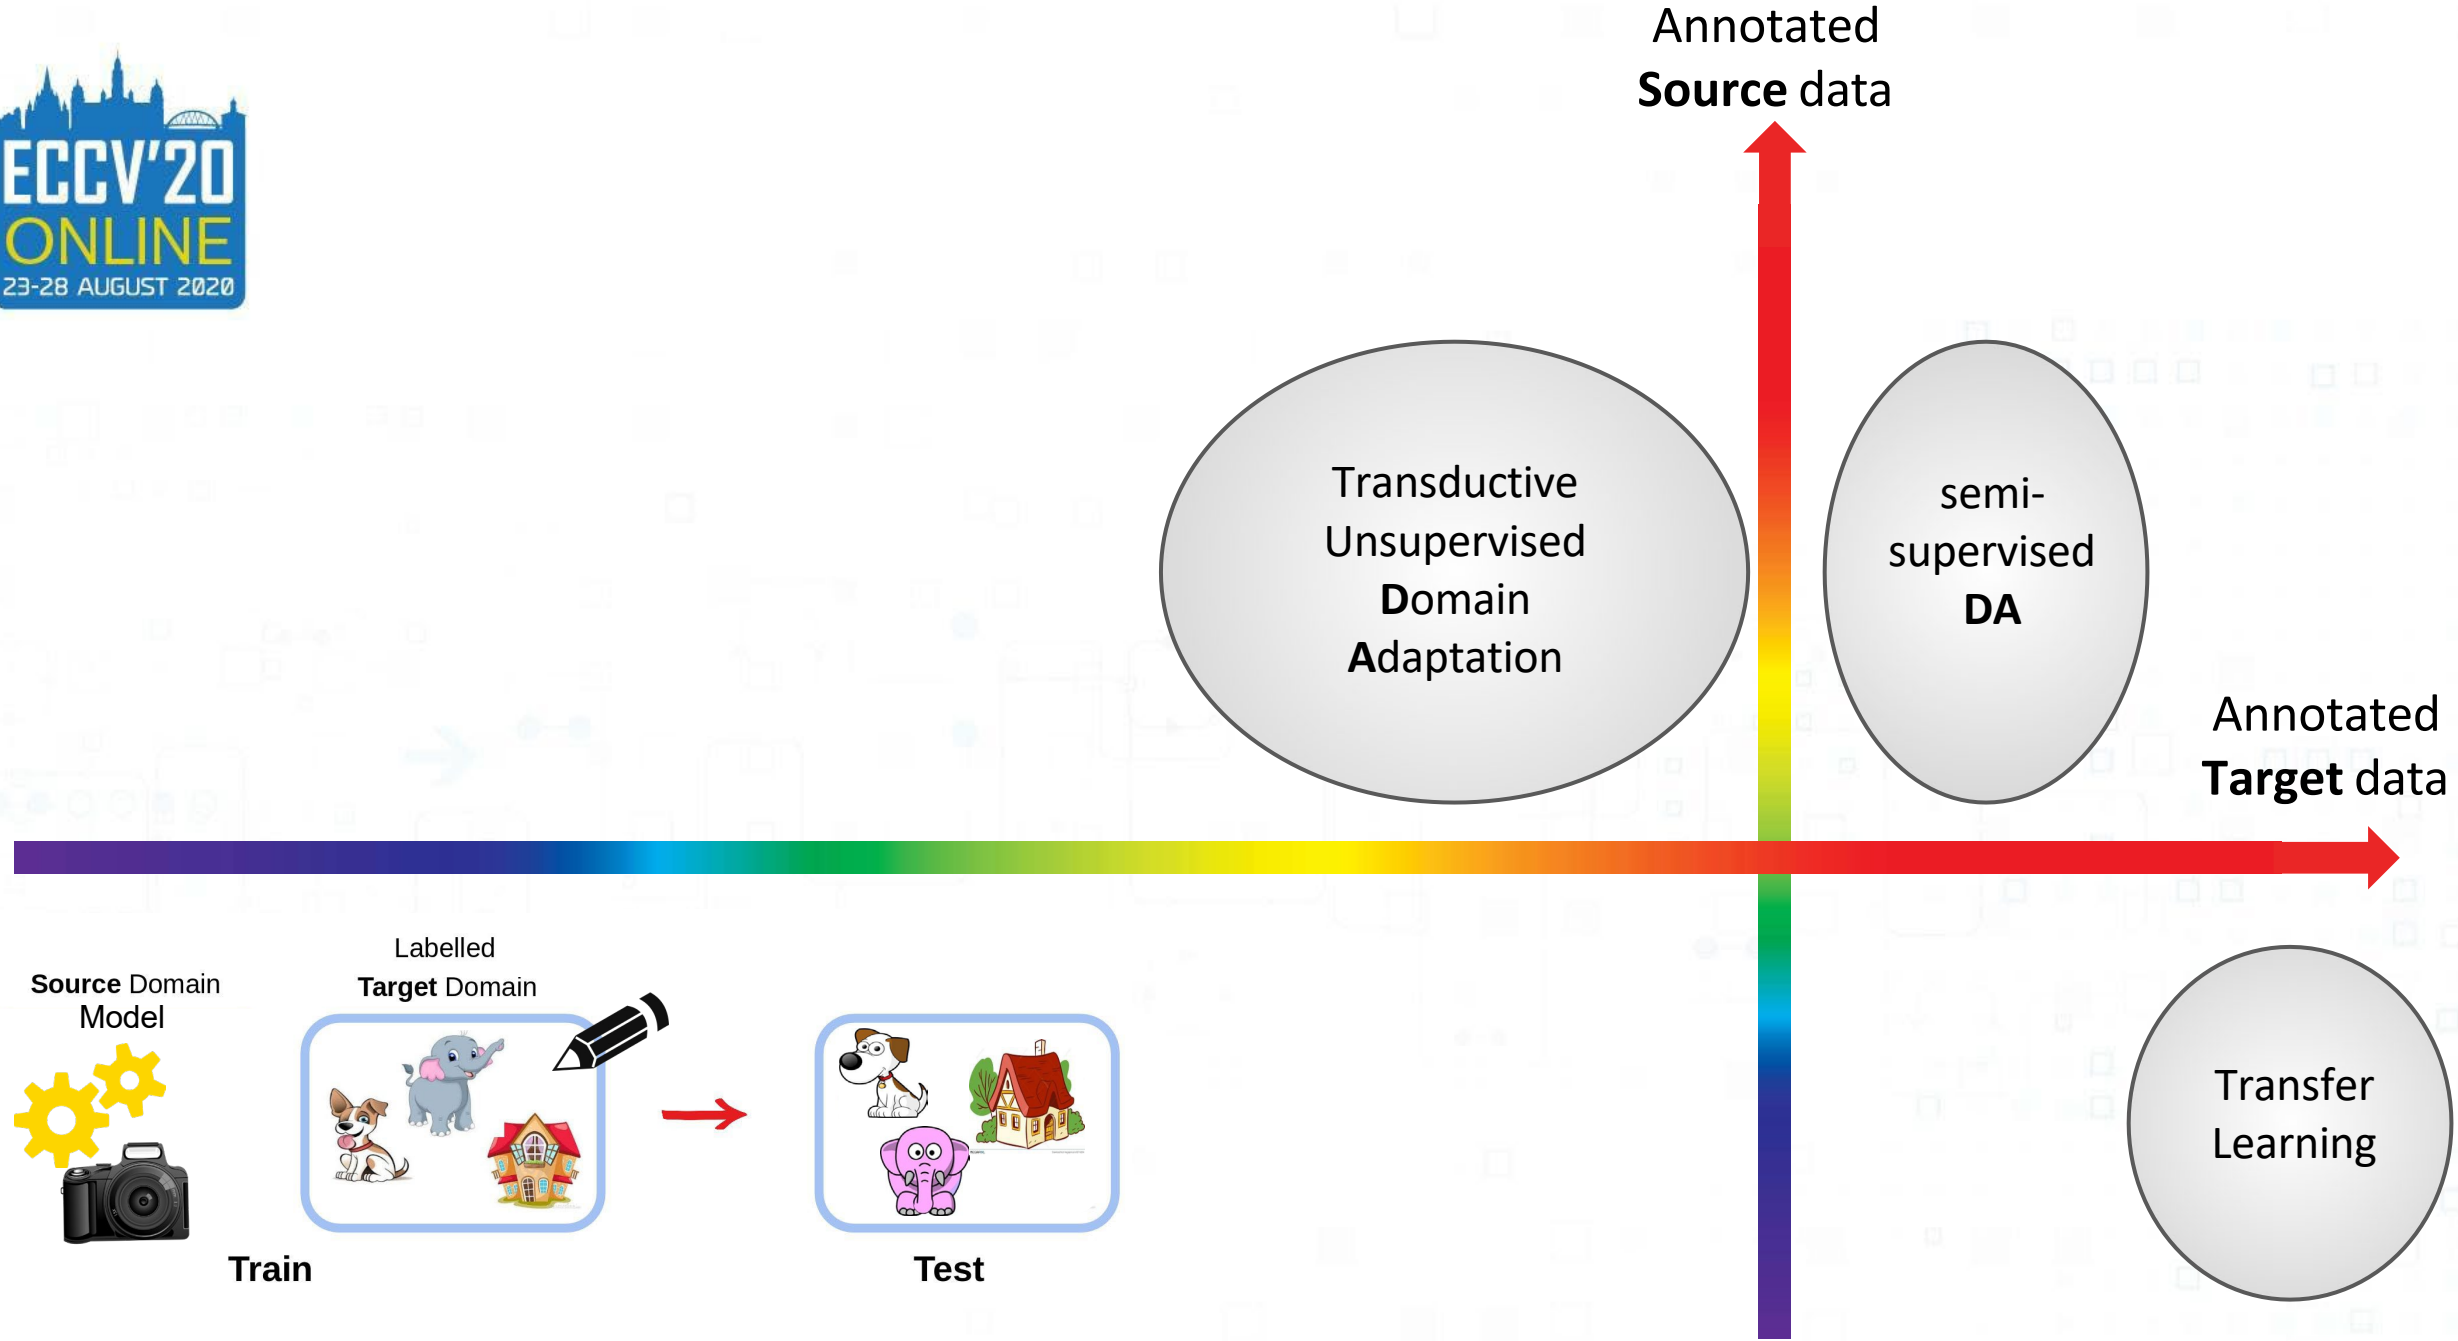 ECCV'20
ONLINE
23-28 AUGUST 2020
Annotated
Source data
Transductive
Unsupervised
Domain
Adaptation
semi-
supervised
DA
Annotated
Target data
Source Domain
Model
Labelled
Target Domain
Train
Test
Transfer
Learning